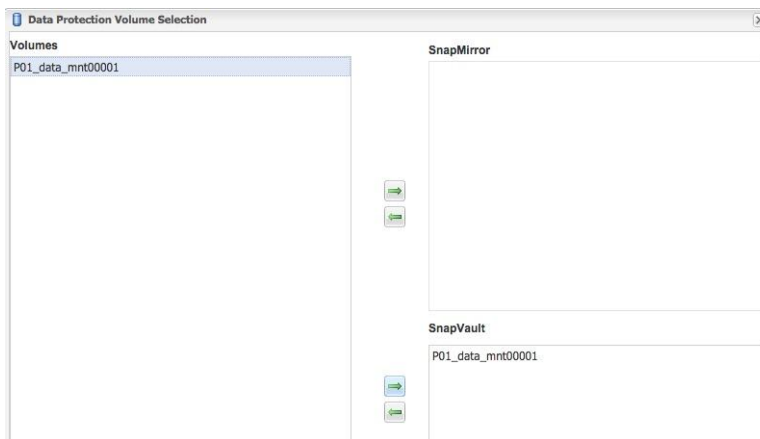 Data Protection Volume Selection
Volumes
P01_data_mnt00001
SnapMirror
SnapVault
P01_data_mnt00001